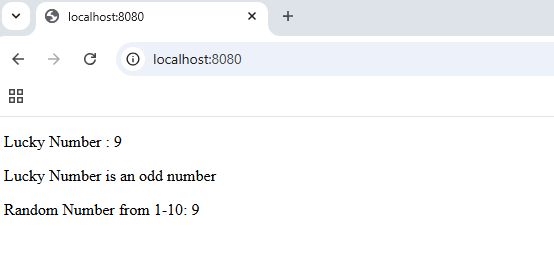 localhost:8080
localhost:8080
Lucky Number : 9
Lucky Number is an odd number
Random Number from 1-10: 9